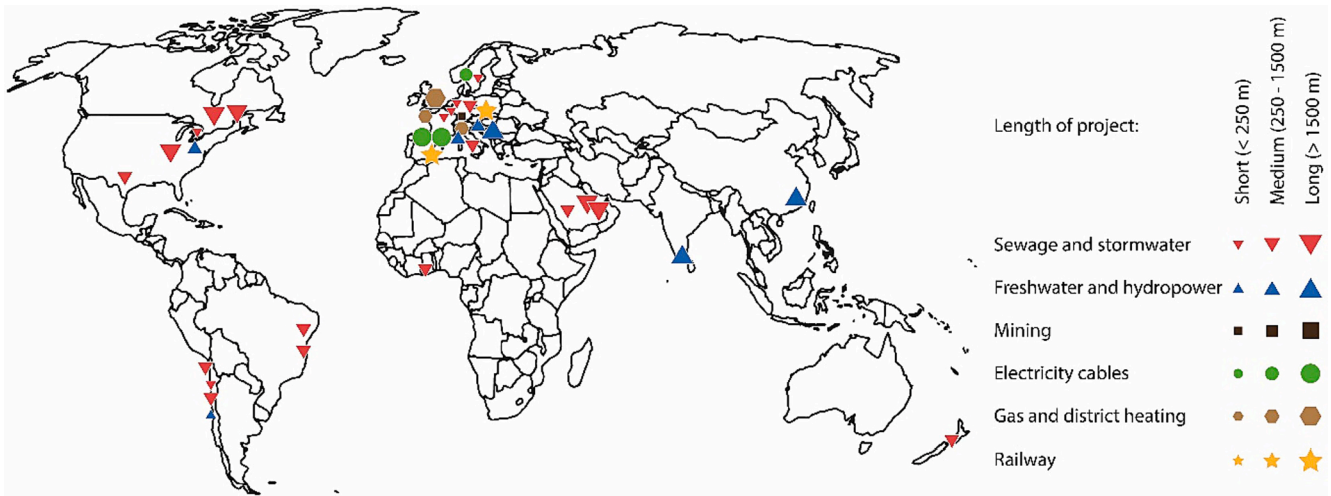 Length of project:
Short (< 250 m)
Medium (250 - 1500 m)
Long (> 1500 m)
Sewage and stormwater
Freshwater and hydropower
Mining
Electricity cables
Gas and district heating
Railway